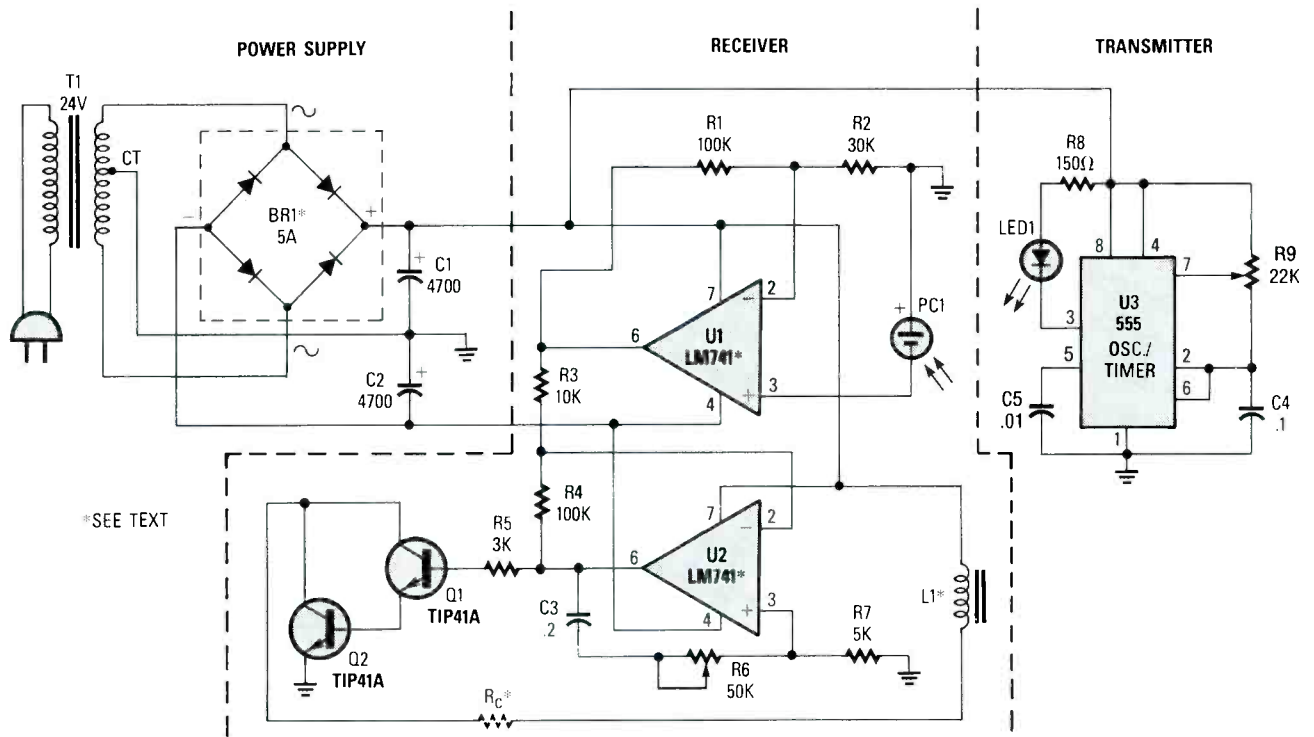 POWER SUPPLY
RECEIVER
TRANSMITTER
T1
24V
CT
BR1*
5A
−
+
+
C1
4700
+
C2
4700
R1
100K
R2
30K
7
2
−
6
U1
LM741*
+
3
4
+
PC1
R3
10K
R4
100K
R5
3K
Q1
TIP41A
Q2
TIP41A
C3
.2
7
2
−
6
U2
LM741*
+
3
4
R6
50K
R7
5K
L1*
RC*
R8
150Ω
LED1
8
4
7
R9
22K
3
U3
555
OSC./
TIMER
5
2
6
C5
.01
1
C4
.1
*SEE TEXT